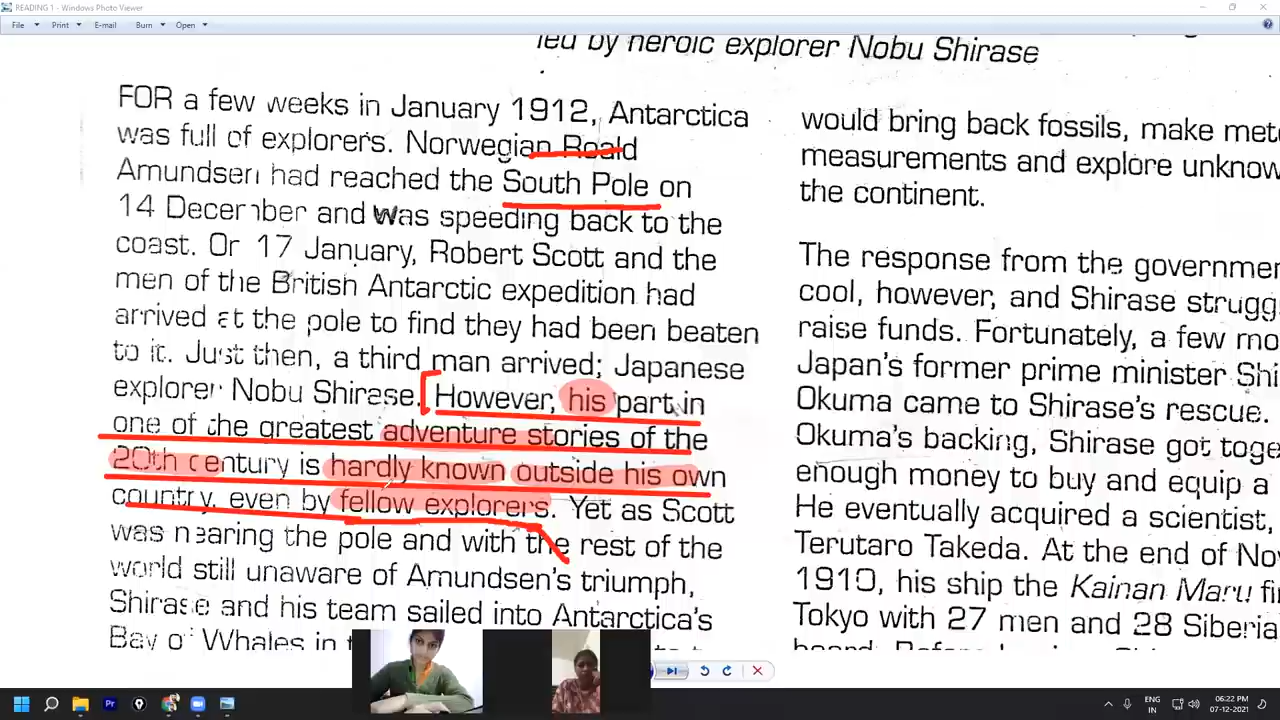 READING 1 - Windows Photo Viewer
File Print E-mail Burn Open
led by heroic explorer Nobu Shirase
FOR a few weeks in January 1912, Antarctica
was full of explorers. Norwegian Roald
Amundsen had reached the South Pole on
14 December and was speeding back to the
coast. On 17 January, Robert Scott and the
men of the British Antarctic expedition had
arrived at the pole to find they had been beaten
to it. Just then, a third man arrived; Japanese
explorer Nobu Shirase. However, his part in
one of the greatest adventure stories of the
20th century is hardly known outside his own
country, even by fellow explorers. Yet as Scott
was nearing the pole and with the rest of the
world still unaware of Amundsen's triumph,
Shirase and his team sailed into Antarctica's
Bay of Whales in
would bring back fossils, make met
measurements and explore unknow
the continent.
The response from the governmer
cool, however, and Shirase strugg
raise funds. Fortunately, a few mo
Japan's former prime minister Shi
Okuma came to Shirase's rescue.
Okuma's backing, Shirase got toge
enough money to buy and equip a
He eventually acquired a scientist,
Terutaro Takeda. At the end of Nov
1910, his ship the Kainan Maru fi
Tokyo with 27 men and 28 Siberia
Pr
ENG
IN
06:22 PM
07-12-2021